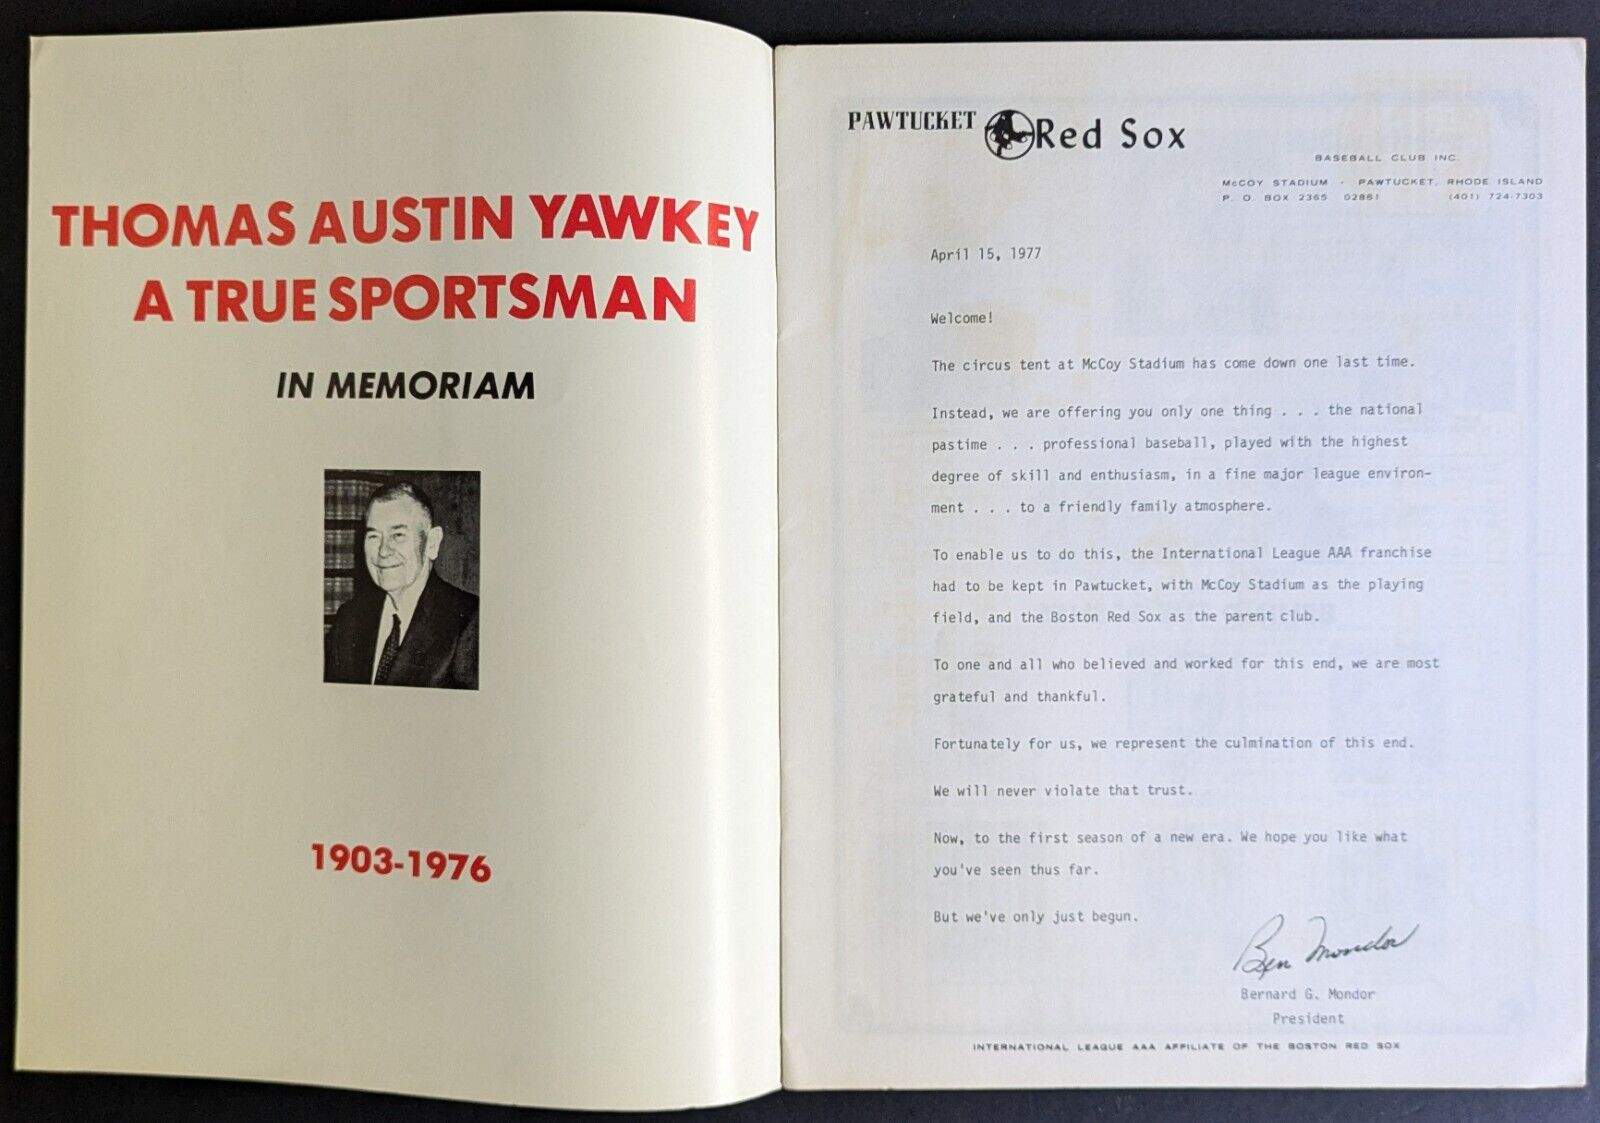 THOMAS AUSTIN YAWKEY
A TRUE SPORTSMAN
IN MEMORIAM
1903-1976
PAWTUCKET Red Sox
BASEBALL CLUB INC.
McCOY STADIUM · PAWTUCKET, RHODE ISLAND
P. O. BOX 2365 02861 (401) 724-7303
April 15, 1977
Welcome!
The circus tent at McCoy Stadium has come down one last time.
Instead, we are offering you only one thing . . . the national
pastime . . . professional baseball, played with the highest
degree of skill and enthusiasm, in a fine major league environ-
ment . . . to a friendly family atmosphere.
To enable us to do this, the International League AAA franchise
had to be kept in Pawtucket, with McCoy Stadium as the playing
field, and the Boston Red Sox as the parent club.
To one and all who believed and worked for this end, we are most
grateful and thankful.
Fortunately for us, we represent the culmination of this end.
We will never violate that trust.
Now, to the first season of a new era. We hope you like what
you've seen thus far.
But we've only just begun.
Ben Mondor
Bernard G. Mondor
President
INTERNATIONAL LEAGUE AAA AFFILIATE OF THE BOSTON RED SOX